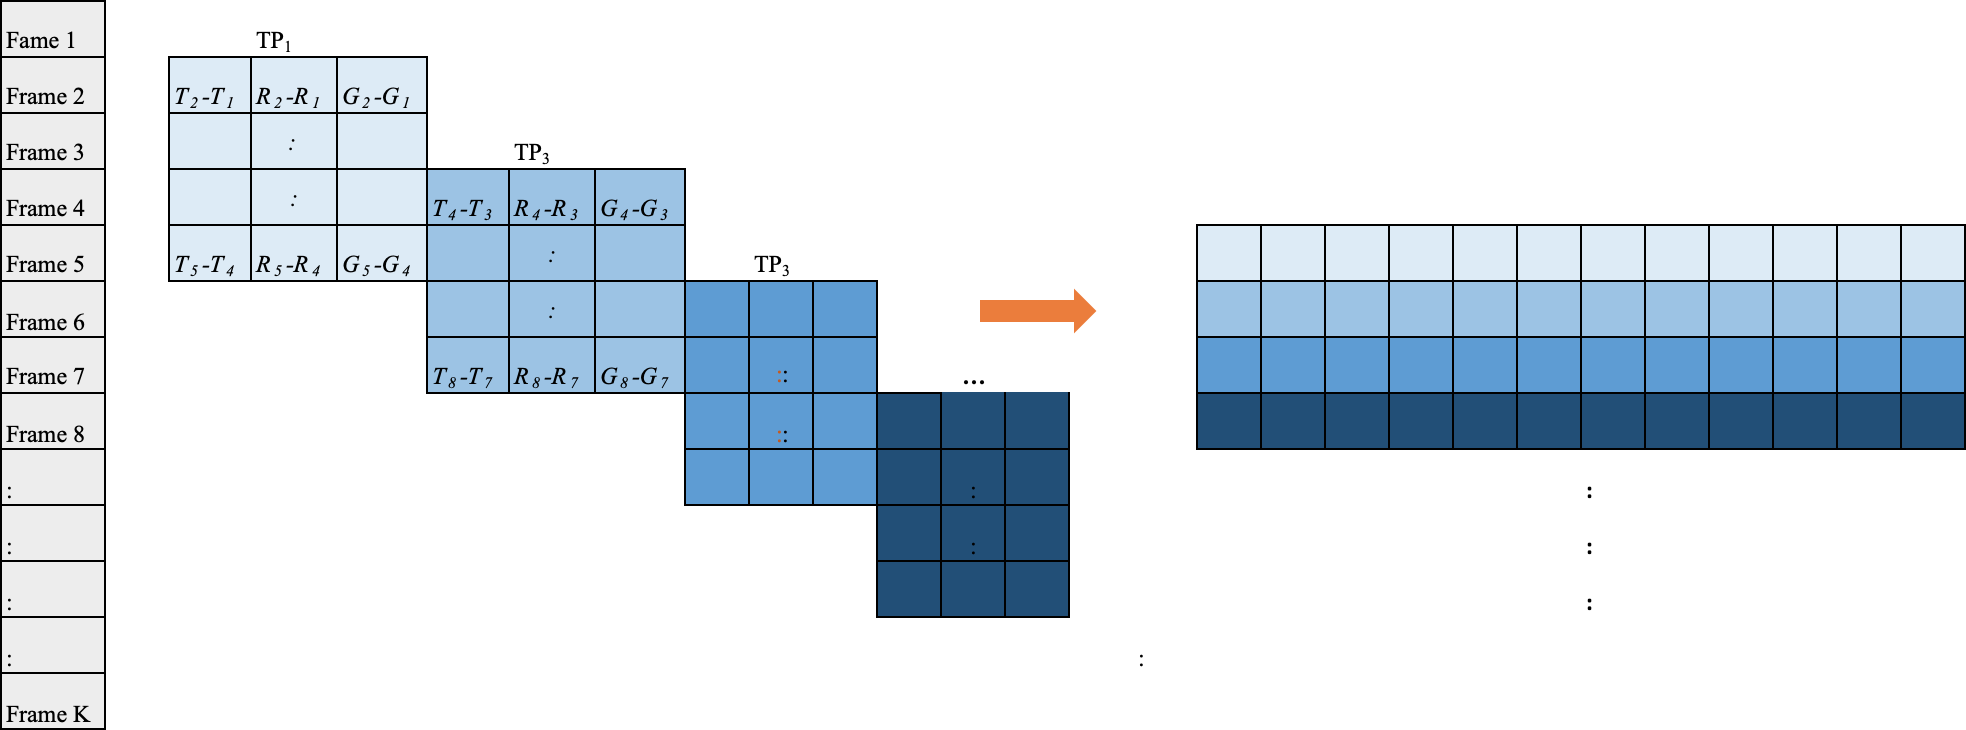 Fame 1
TP1
Frame 2
T2-T1 R2-R1 G2-G1
Frame 3
:
TP3
Frame 4
:
T4-T3 R4-R3 G4-G3
Frame 5
T5-T4 R5-R4 G5-G4
:
TP3
Frame 6
:
Frame 7
T8-T7 R8-R7 G8-G7
::
...
Frame 8
::
:
:
:
:
:
:
:
:
:
:
Frame K